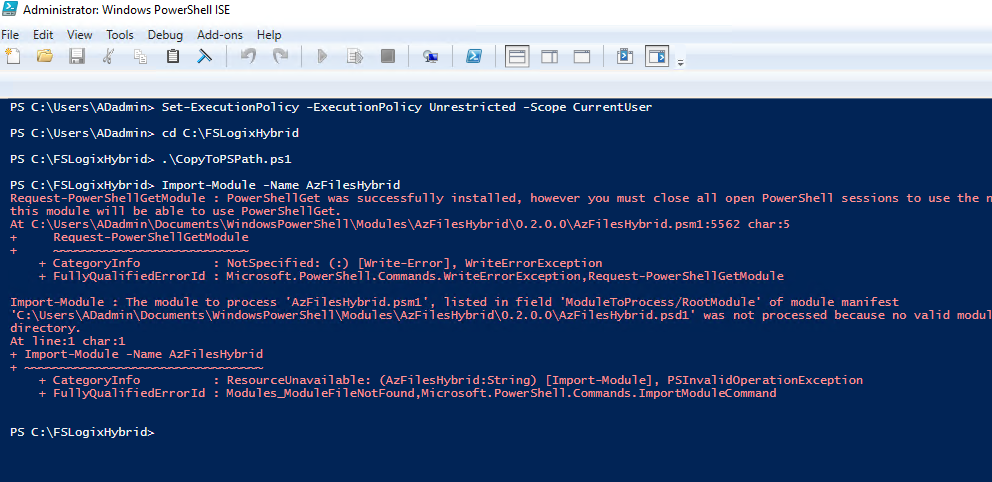 Administrator: Windows PowerShell ISE
File Edit View Tools Debug Add-ons Help
PS C:\Users\ADadmin> Set-ExecutionPolicy -ExecutionPolicy Unrestricted -Scope CurrentUser
PS C:\Users\ADadmin> cd C:\FSLogixHybrid
PS C:\FSLogixHybrid> .\CopyToPSPath.ps1
PS C:\FSLogixHybrid> Import-Module -Name AzFilesHybrid
Request-PowerShellGetModule : PowerShellGet was successfully installed, however you must close all open PowerShell sessions to use the
this module will be able to use PowerShellGet.
At C:\Users\ADadmin\Documents\WindowsPowerShell\Modules\AzFilesHybrid\0.2.0.0\AzFilesHybrid.psm1:5562 char:5
+     Request-PowerShellGetModule
+     ~~~~~~~~~~~~~~~~~~~~~~~~~~~
    + CategoryInfo          : NotSpecified: (:) [Write-Error], WriteErrorException
    + FullyQualifiedErrorId : Microsoft.PowerShell.Commands.WriteErrorException,Request-PowerShellGetModule
Import-Module : The module to process 'AzFilesHybrid.psm1', listed in field 'ModuleToProcess/RootModule' of module manifest
'C:\Users\ADadmin\Documents\WindowsPowerShell\Modules\AzFilesHybrid\0.2.0.0\AzFilesHybrid.psd1' was not processed because no valid modul
directory.
At line:1 char:1
+ Import-Module -Name AzFilesHybrid
+ ~~~~~~~~~~~~~~~~~~~~~~~~~~~~~~~~~
    + CategoryInfo          : ResourceUnavailable: (AzFilesHybrid:String) [Import-Module], PSInvalidOperationException
    + FullyQualifiedErrorId : Modules_ModuleFileNotFound,Microsoft.PowerShell.Commands.ImportModuleCommand
PS C:\FSLogixHybrid>